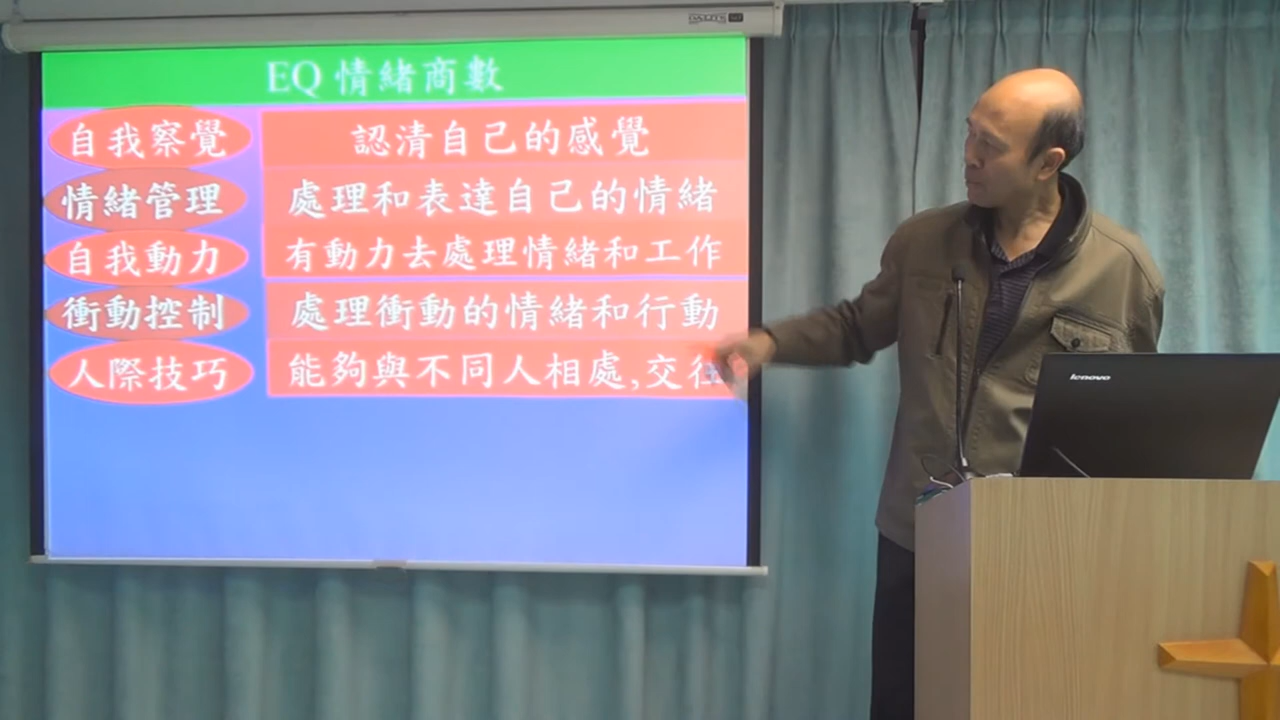 EQ 情緒商數
自我察覺 認清自己的感覺
情緒管理 處理和表達自己的情緒
自我動力 有動力去處理情緒和工作
衝動控制 處理衝動的情緒和行動
人際技巧 能夠與不同人相處,交往
lenovo